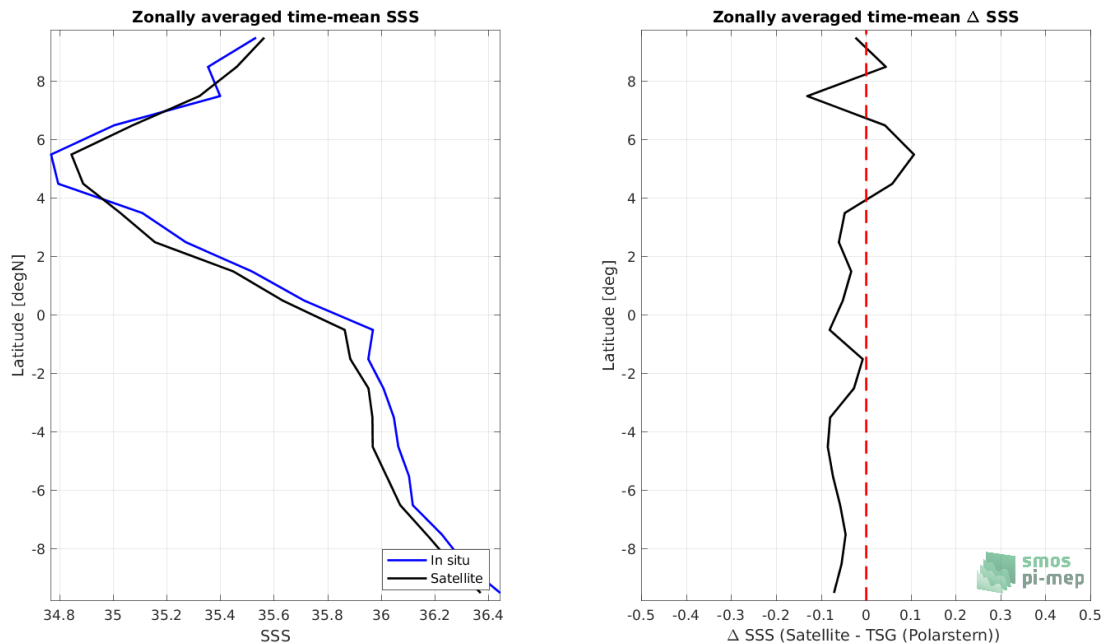 Zonally averaged time-mean SSS
Latitude [degN]
8
6
4
2
0
-2
-4
-6
-8
34.8 35 35.2 35.4 35.6 35.8 36 36.2 36.4
SSS
In situ
Satellite
Zonally averaged time-mean Δ SSS
Latitude [deg]
8
6
4
2
0
-2
-4
-6
-8
-0.5 -0.4 -0.3 -0.2 -0.1 0 0.1 0.2 0.3 0.4 0.5
Δ SSS (Satellite - TSG (Polarstern))
smos
pi-mep